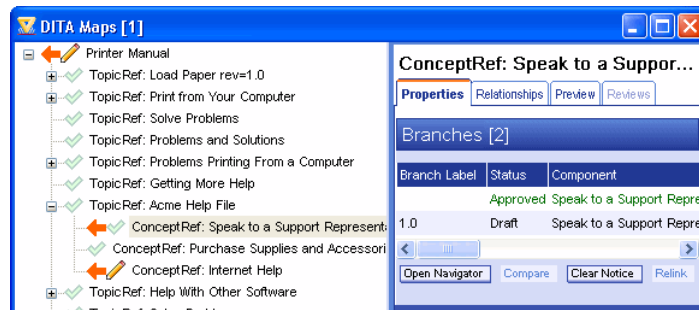 DITA Maps [1]
Printer Manual
TopicRef: Load Paper rev=1.0
TopicRef: Print from Your Computer
TopicRef: Solve Problems
TopicRef: Problems and Solutions
TopicRef: Problems Printing From a Computer
TopicRef: Getting More Help
TopicRef: Acme Help File
ConceptRef: Speak to a Support Represent
ConceptRef: Purchase Supplies and Accessori
ConceptRef: Internet Help
TopicRef: Help With Other Software
ConceptRef: Speak to a Suppor...
Properties Relationships Preview Reviews
Branches [2]
Branch Label Status Component
Approved Speak to a Support Repre
1.0 Draft Speak to a Support Repre
Open Navigator Compare Clear Notice Relink